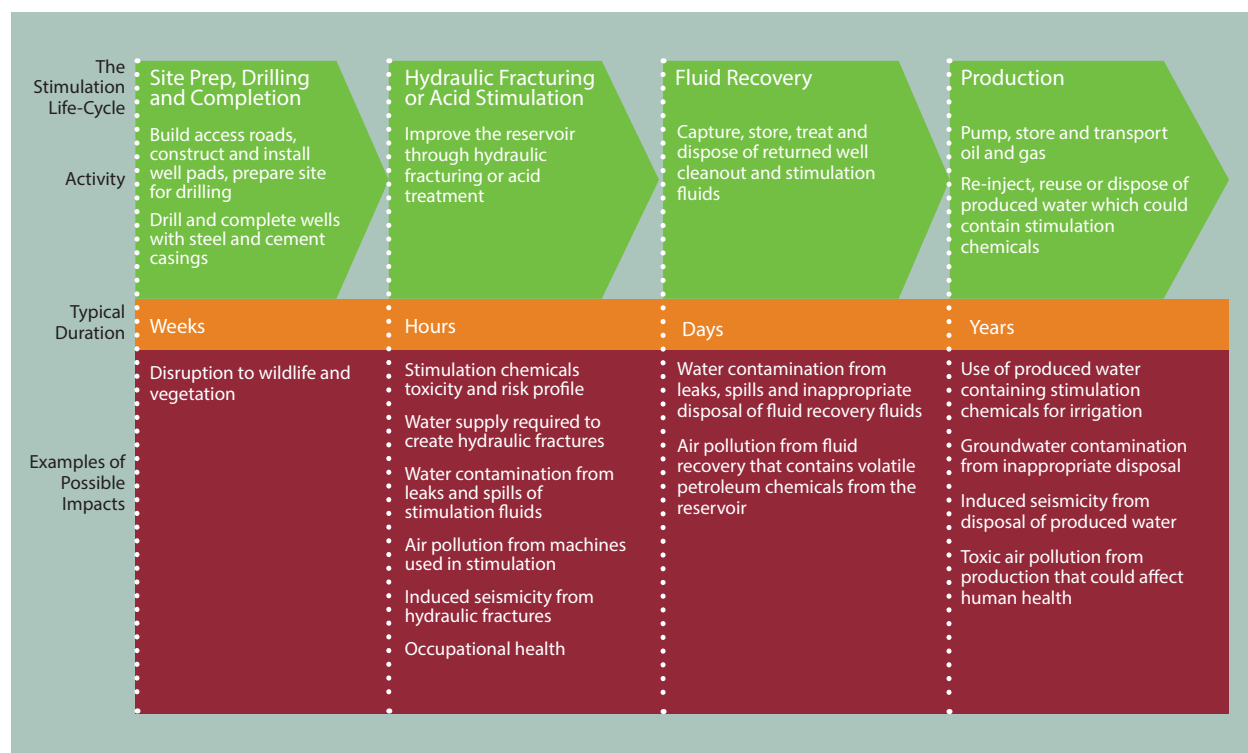 The
Stimulation
Life-Cycle
Site Prep, Drilling
and Completion
Hydraulic Fracturing
or Acid Stimulation
Fluid Recovery
Production
Activity
Build access roads,
construct and install
well pads, prepare site
for drilling
Drill and complete wells
with steel and cement
casings
Improve the reservoir
through hydraulic
fracturing or acid
treatment
Capture, store, treat and
dispose of returned well
cleanout and stimulation
fluids
Pump, store and transport
oil and gas
Re-inject, reuse or dispose of
produced water which could
contain stimulation
chemicals
Typical
Duration
Weeks
Hours
Days
Years
Examples of
Possible
Impacts
Disruption to wildlife and
vegetation
Stimulation chemicals
toxicity and risk profile
Water supply required to
create hydraulic fractures
Water contamination from
leaks and spills of
stimulation fluids
Air pollution from machines
used in stimulation
Induced seismicity from
hydraulic fractures
Occupational health
Water contamination from
leaks, spills and inappropriate
disposal of fluid recovery fluids
Air pollution from fluid
recovery that contains volatile
petroleum chemicals from the
reservoir
Use of produced water
containing stimulation
chemicals for irrigation
Groundwater contamination
from inappropriate disposal
Induced seismicity from
disposal of produced water
Toxic air pollution from
production that could affect
human health